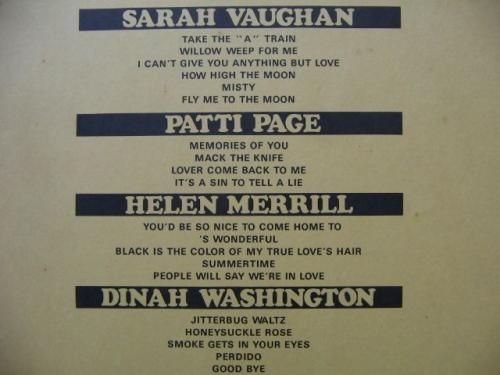 SARAH VAUGHAN
TAKE THE "A" TRAIN
WILLOW WEEP FOR ME
I CAN'T GIVE YOU ANYTHING BUT LOVE
HOW HIGH THE MOON
MISTY
FLY ME TO THE MOON
PATTI PAGE
MEMORIES OF YOU
MACK THE KNIFE
LOVER COME BACK TO ME
IT'S A SIN TO TELL A LIE
HELEN MERRILL
YOU'D BE SO NICE TO COME HOME TO
'S WONDERFUL
BLACK IS THE COLOR OF MY TRUE LOVE'S HAIR
SUMMERTIME
PEOPLE WILL SAY WE'RE IN LOVE
DINAH WASHINGTON
JITTERBUG WALTZ
HONEYSUCKLE ROSE
SMOKE GETS IN YOUR EYES
PERDIDO
GOOD BYE